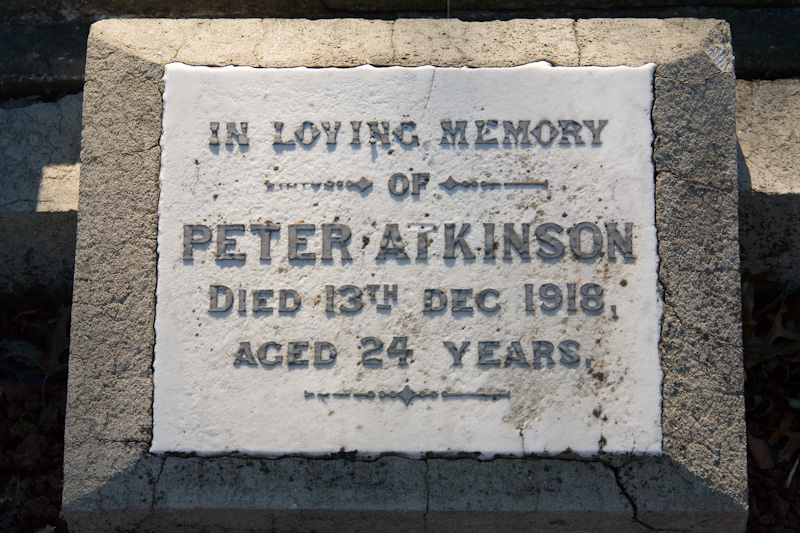 IN LOVING MEMORY
OF
PETER ATKINSON
DIED 13TH DEC 1918,
AGED 24 YEARS.